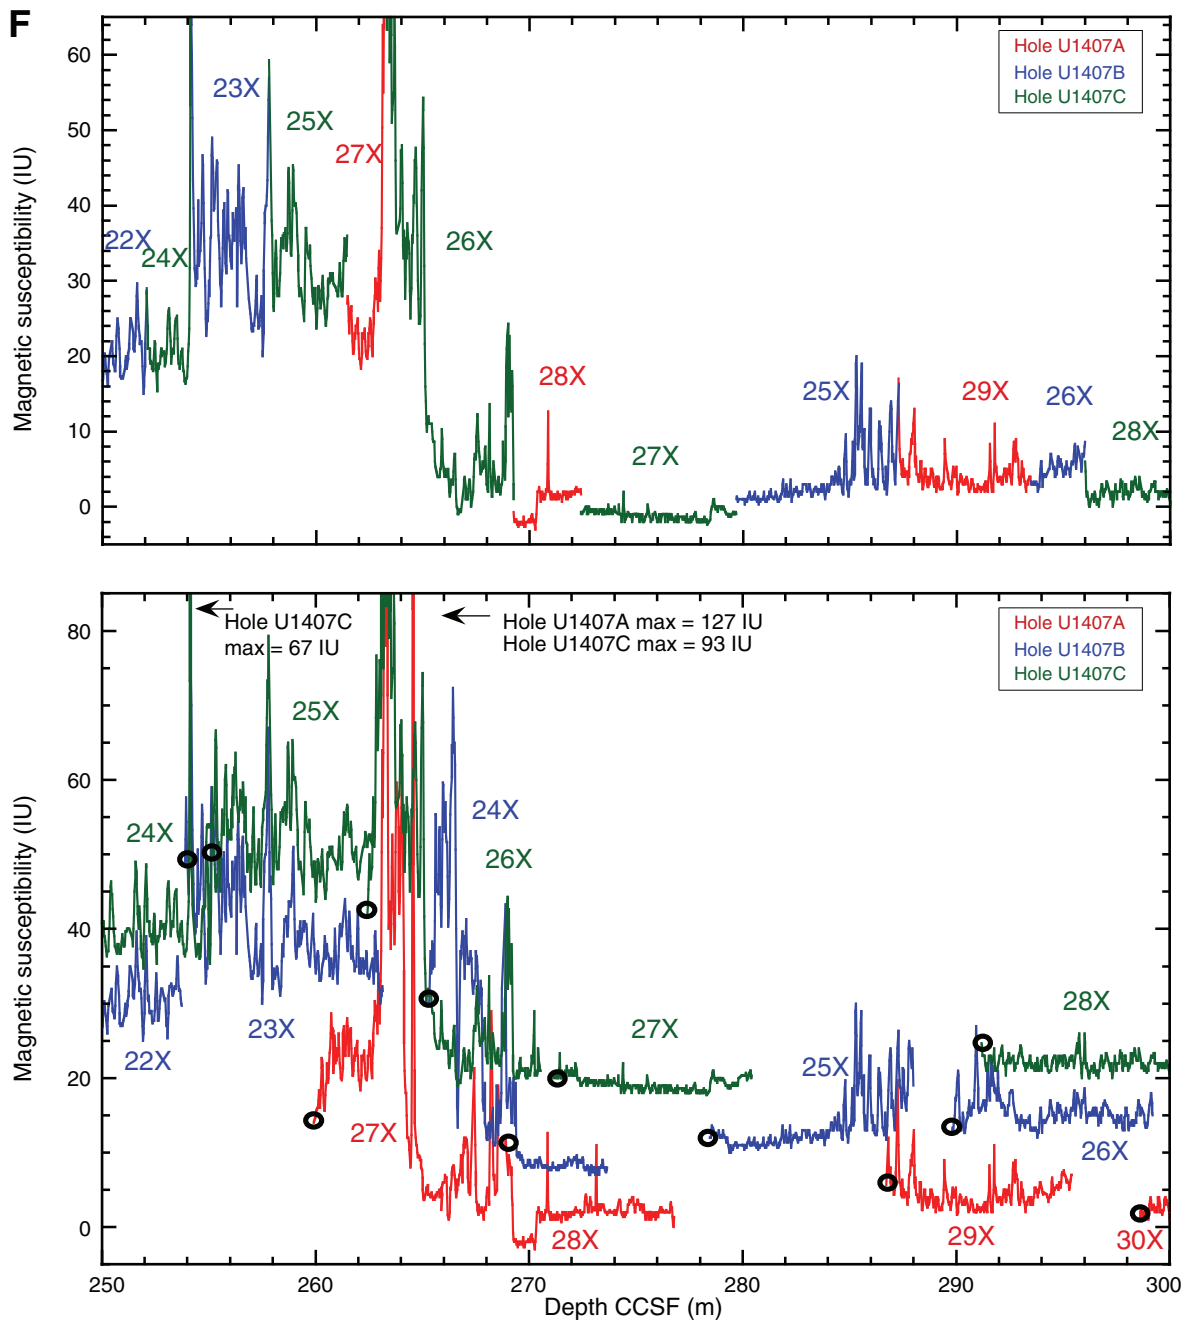 F
60
50
40
30
20
10
0
Magnetic susceptibility (IU)
Hole U1407A
Hole U1407B
Hole U1407C
22X
24X
23X
25X
27X
26X
28X
27X
25X
29X
26X
28X
80
60
40
20
0
Magnetic susceptibility (IU)
Hole U1407C
max = 67 IU
Hole U1407A max = 127 IU
Hole U1407C max = 93 IU
Hole U1407A
Hole U1407B
Hole U1407C
24X
25X
24X
26X
22X
23X
27X
27X
28X
25X
28X
26X
29X
30X
250
260
270
280
290
300
Depth CCSF (m)